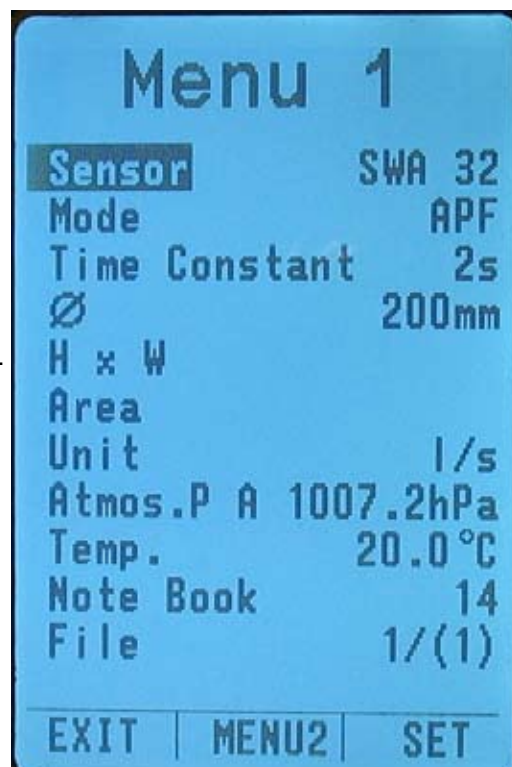 Menu 1
Sensor SWA 32
Mode APF
Time Constant 2s
Ø 200mm
H x W
Area
Unit l/s
Atmos.P A 1007.2hPa
Temp. 20.0°C
Note Book 14
File 1/(1)
EXIT MENU2 SET